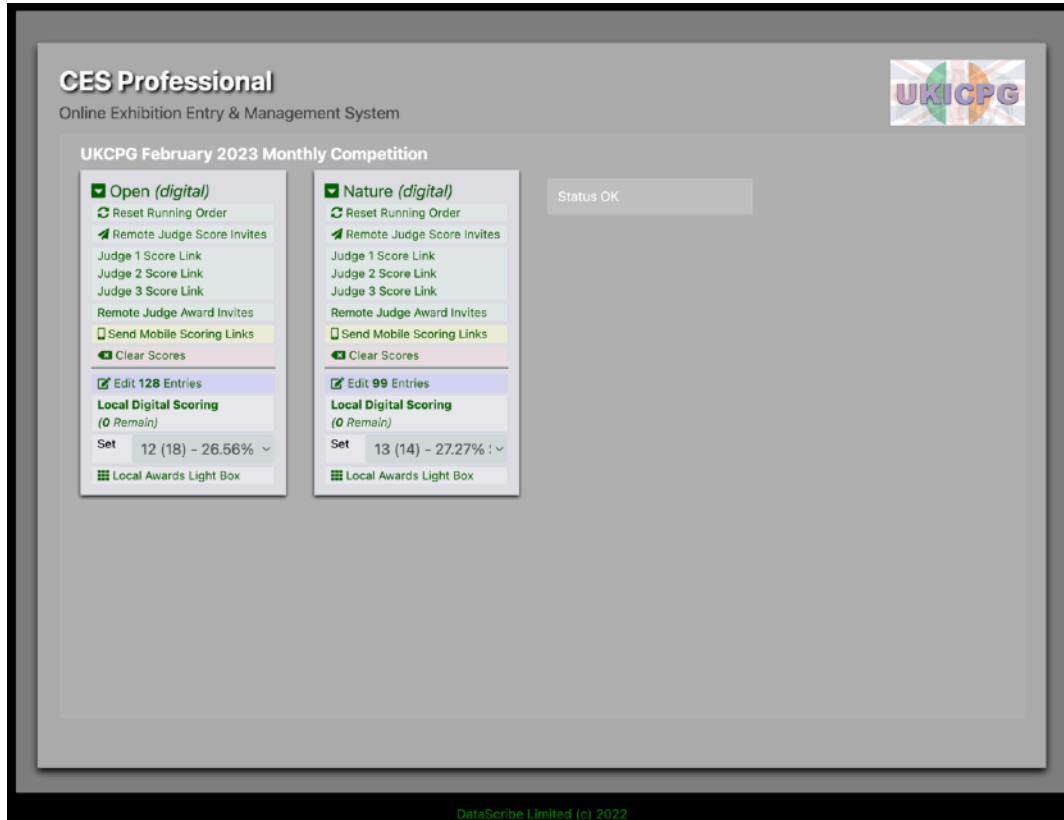 CES Professional
Online Exhibition Entry & Management System
UKICPG
UKCPG February 2023 Monthly Competition
Open (digital)
Reset Running Order
Remote Judge Score Invites
Judge 1 Score Link
Judge 2 Score Link
Judge 3 Score Link
Remote Judge Award Invites
Send Mobile Scoring Links
Clear Scores
Edit 128 Entries
Local Digital Scoring
(0 Remain)
Set 12 (18) - 26.56%
Local Awards Light Box
Nature (digital)
Reset Running Order
Remote Judge Score Invites
Judge 1 Score Link
Judge 2 Score Link
Judge 3 Score Link
Remote Judge Award Invites
Send Mobile Scoring Links
Clear Scores
Edit 99 Entries
Local Digital Scoring
(0 Remain)
Set 13 (14) - 27.27%
Local Awards Light Box
Status OK
DataScribe Limited (c) 2022